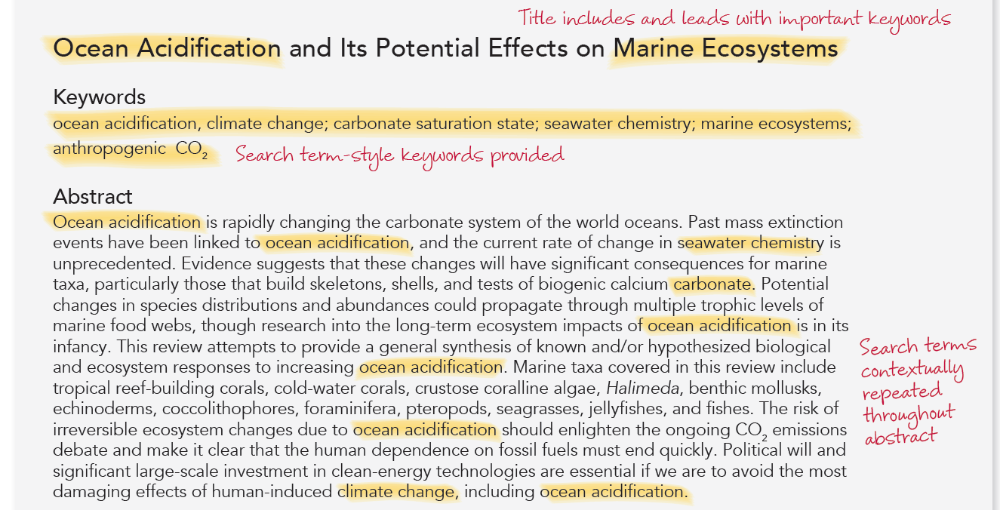 Title includes and leads with important keywords
Ocean Acidification and Its Potential Effects on Marine Ecosystems
Keywords
ocean acidification, climate change; carbonate saturation state; seawater chemistry; marine ecosystems;
anthropogenic CO₂
Search term-style keywords provided
Abstract
Ocean acidification is rapidly changing the carbonate system of the world oceans. Past mass extinction
events have been linked to ocean acidification, and the current rate of change in seawater chemistry is
unprecedented. Evidence suggests that these changes will have significant consequences for marine
taxa, particularly those that build skeletons, shells, and tests of biogenic calcium carbonate. Potential
changes in species distributions and abundances could propagate through multiple trophic levels of
marine food webs, though research into the long-term ecosystem impacts of ocean acidification is in its
infancy. This review attempts to provide a general synthesis of known and/or hypothesized biological
and ecosystem responses to increasing ocean acidification. Marine taxa covered in this review include
tropical reef-building corals, cold-water corals, crustose coralline algae, Halimeda, benthic mollusks,
echinoderms, coccolithophores, foraminifera, pteropods, seagrasses, jellyfishes, and fishes. The risk of
irreversible ecosystem changes due to ocean acidification should enlighten the ongoing CO₂ emissions
debate and make it clear that the human dependence on fossil fuels must end quickly. Political will and
significant large-scale investment in clean-energy technologies are essential if we are to avoid the most
damaging effects of human-induced climate change, including ocean acidification.
Search terms
contextually
repeated
throughout
abstract